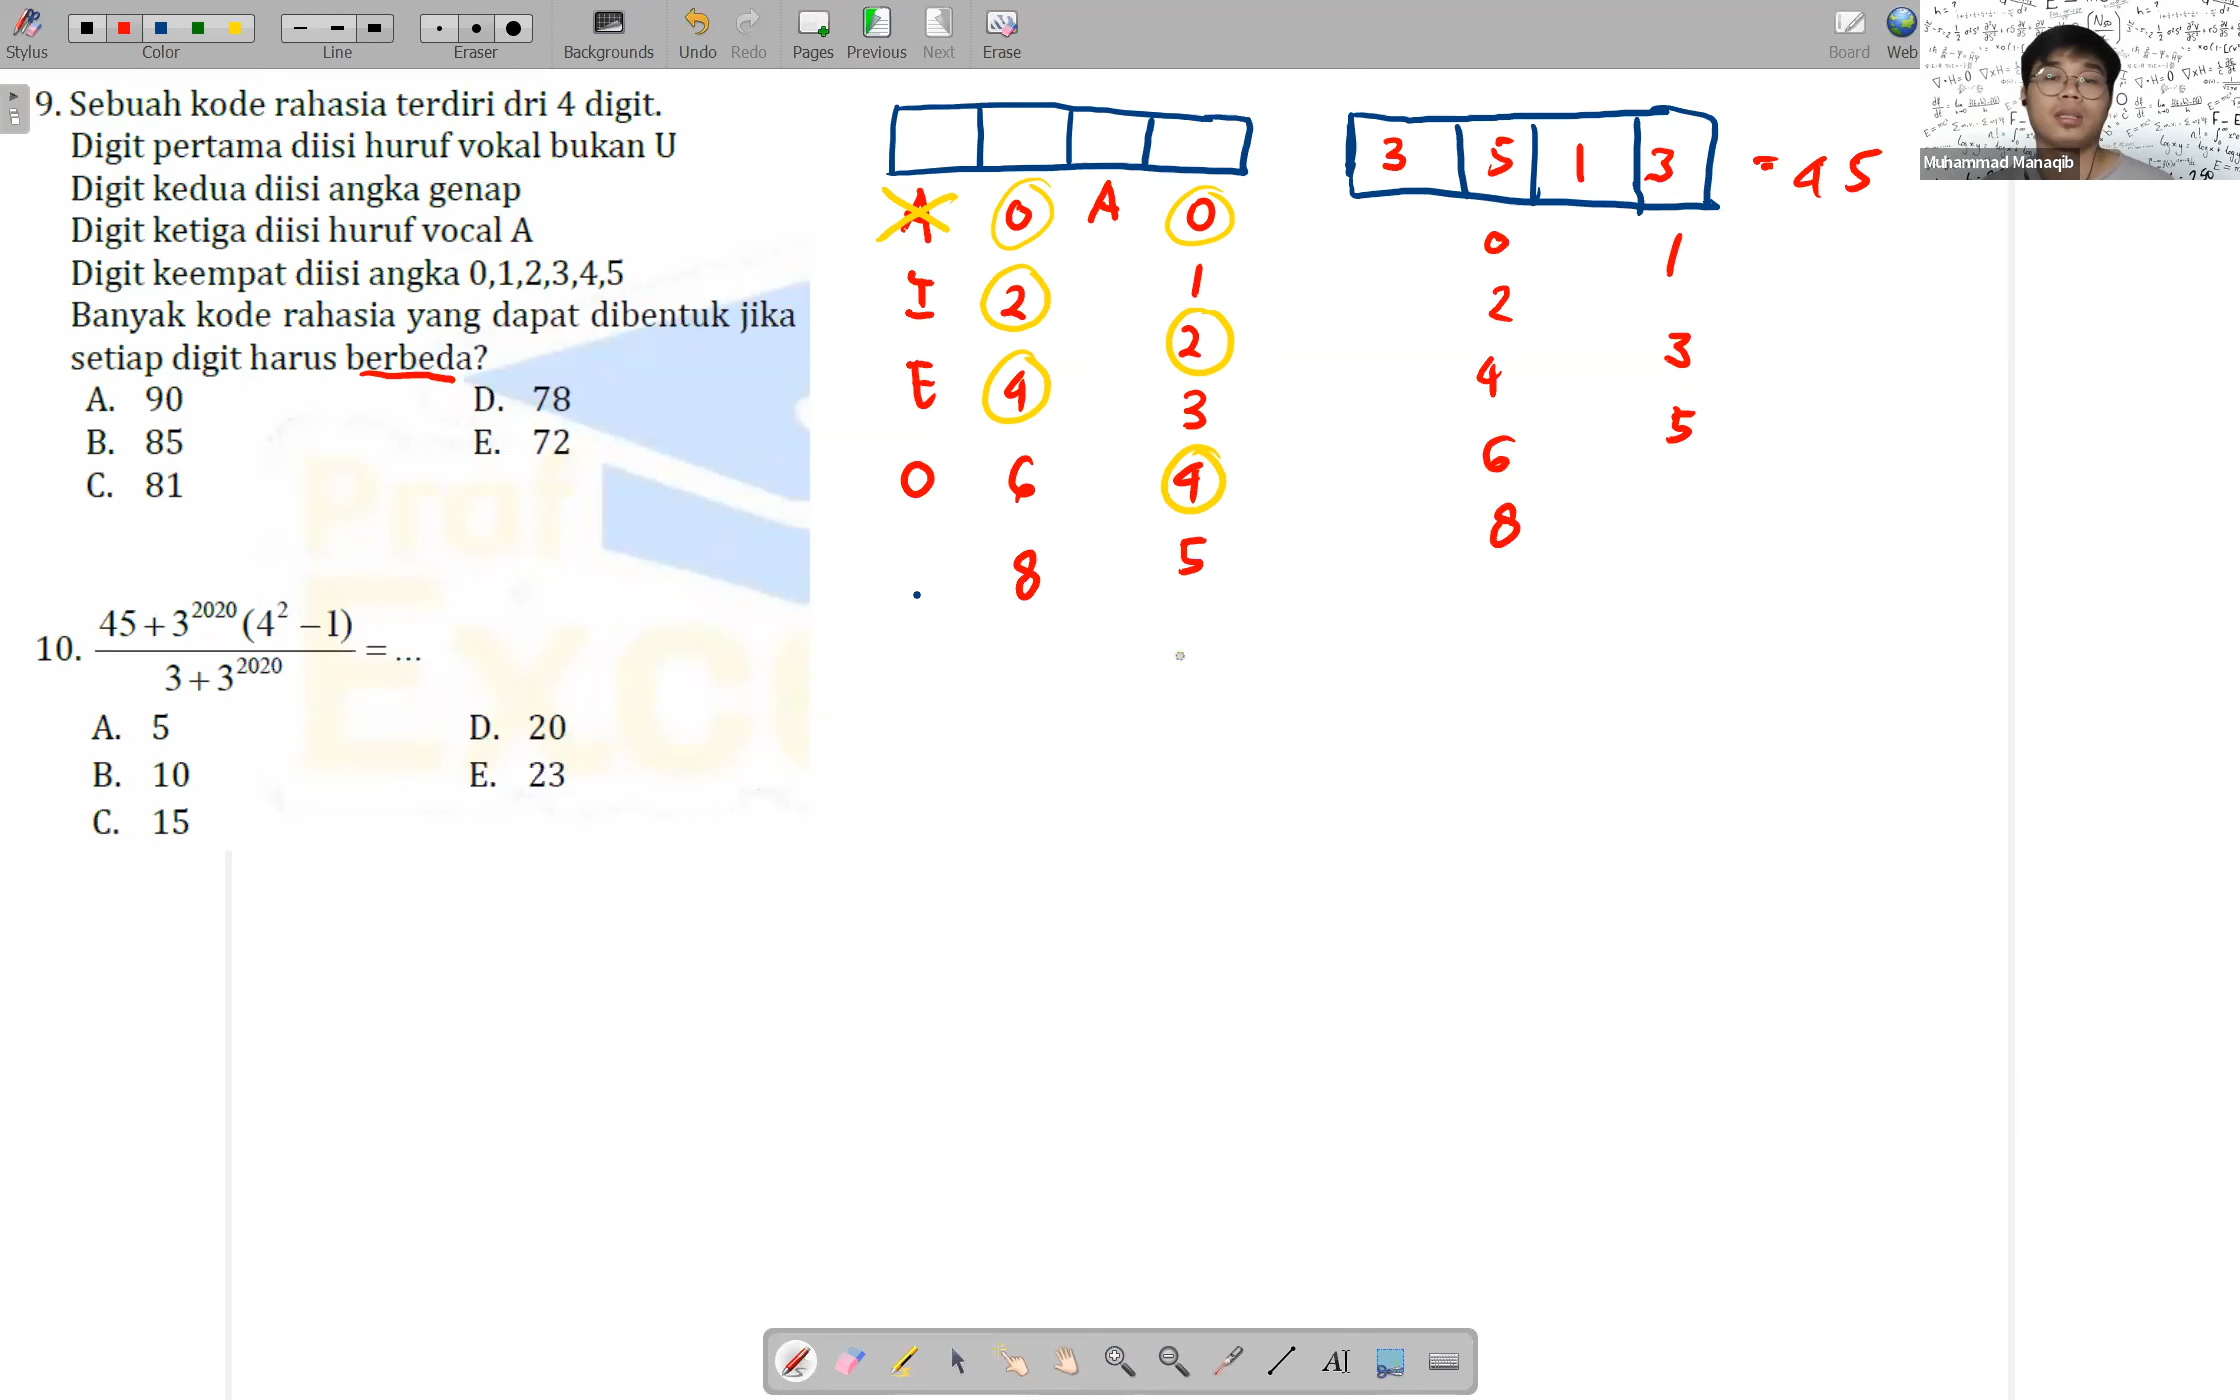 Stylus Color Line Eraser Backgrounds Undo Redo Pages Previous Next Erase Board Web
Muhammad Manaqib
9. Sebuah kode rahasia terdiri dri 4 digit.
Digit pertama diisi huruf vokal bukan U
Digit kedua diisi angka genap
Digit ketiga diisi huruf vocal A
Digit keempat diisi angka 0,1,2,3,4,5
Banyak kode rahasia yang dapat dibentuk jika
setiap digit harus berbeda?
A. 90 D. 78
B. 85 E. 72
C. 81
10. \frac{45+3^{2020}(4^2-1)}{3+3^{2020}} = ...
A. 5 D. 20
B. 10 E. 23
C. 15
Prof
A 0 A 0
I 2 1
E 4 2
O 6 3
8 4
5
3 5 1 3 = 45
0 1
2 3
4 5
6
8